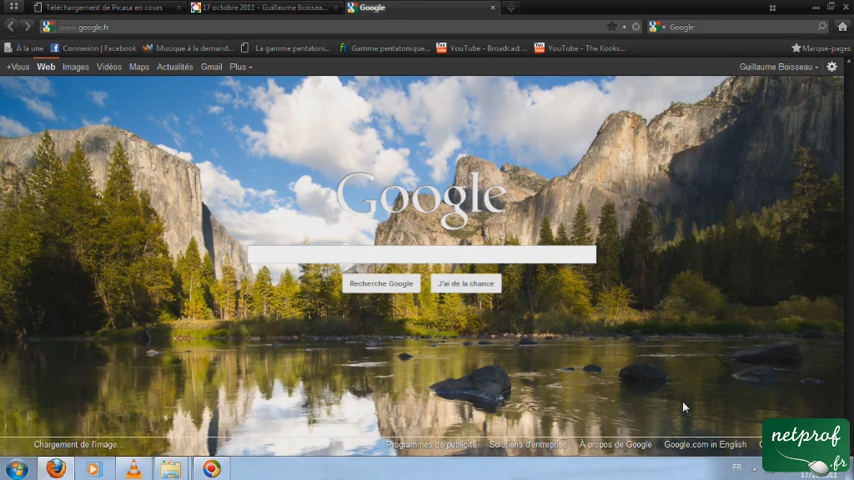 Téléchargement de Picasa en cours
17 octobre 2011 - Guillaume Boisseau...
Google
www.google.fr
Google
À la une
Connexion | Facebook
Musique à la demand...
La gamme pentatoni...
Gamme pentatonique...
YouTube - Broadcast ...
YouTube - The Kooks...
Marque-pages
+Vous Web Images Vidéos Maps Actualités Gmail Plus
Guillaume Boisseau
Google
Recherche Google
J'ai de la chance
Chargement de l'image...
Programmes de publicité
Solutions d'entreprise
À propos de Google
Google.com in English
FR
netprof
.fr